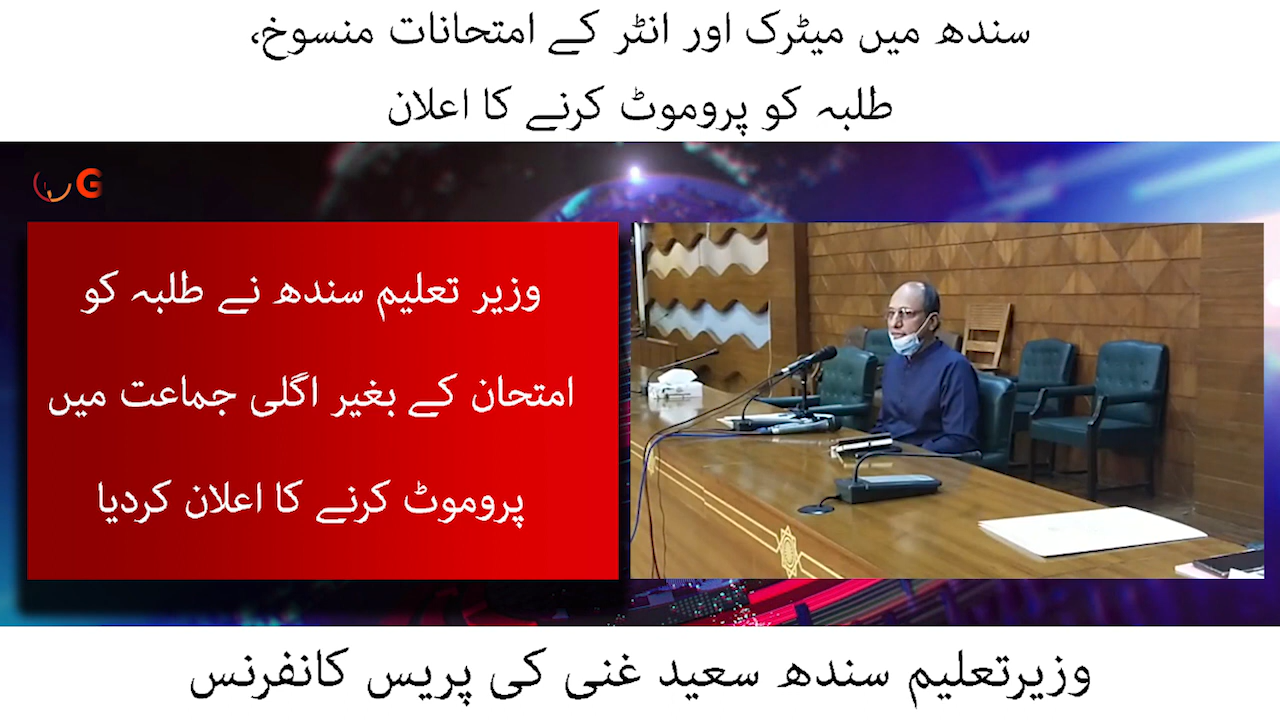 سندھ میں میٹرک اور انٹر کے امتحانات منسوخ،
طلبہ کو پروموٹ کرنے کا اعلان
G
وزیر تعلیم سندھ نے طلبہ کو
امتحان کے بغیر اگلی جماعت میں
پروموٹ کرنے کا اعلان کردیا
وزیرتعلیم سندھ سعید غنی کی پریس کانفرنس